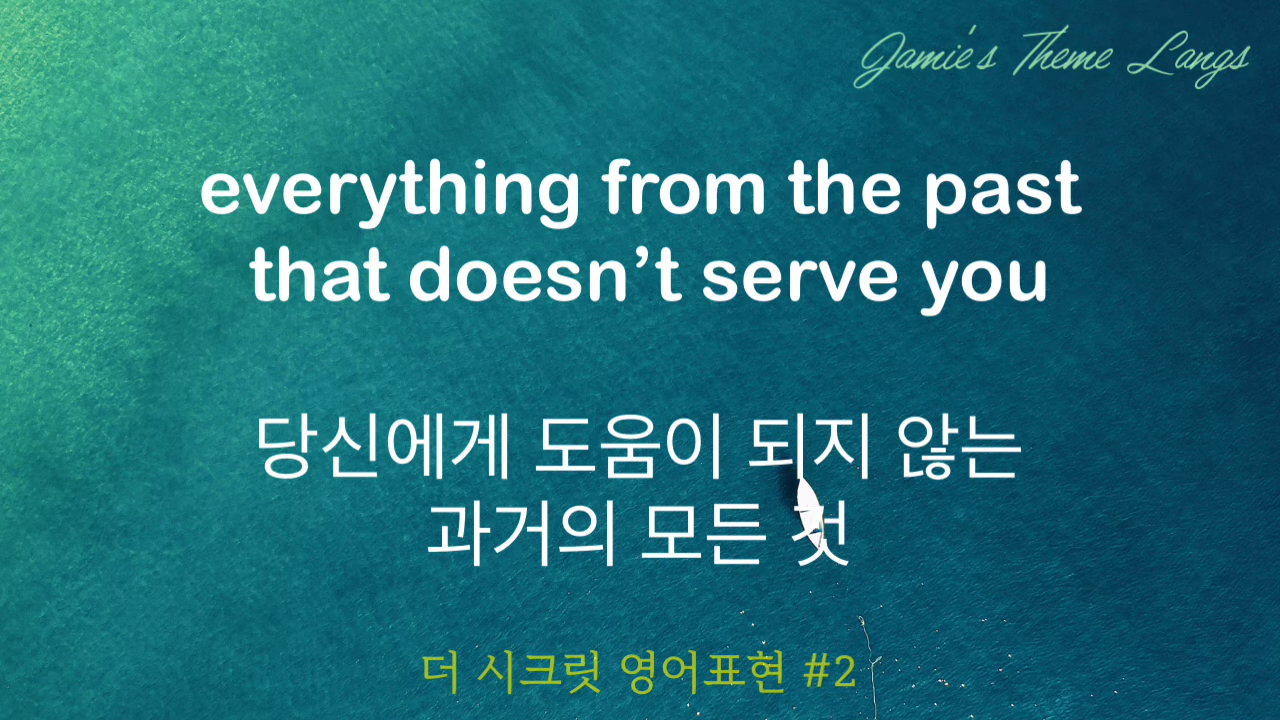 Jamie's Theme Langs
everything from the past
that doesn’t serve you
당신에게 도움이 되지 않는
과거의 모든 것
더 시크릿 영어표현 #2